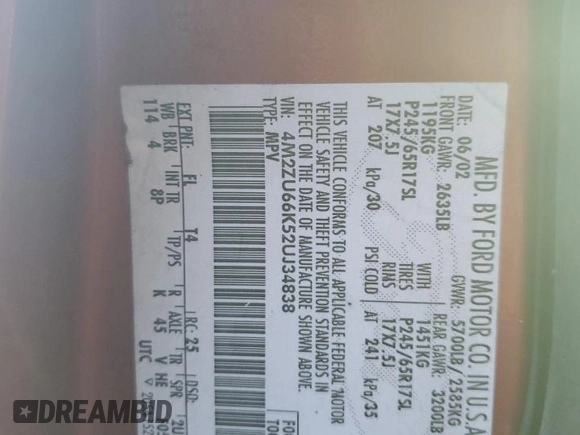 MFD. BY FORD MOTOR CO. IN U.S.A.
DATE: 06/02 GVWR: 5700LB/2585KG
FRONT GAWR: 2635LB REAR GAWR: 3200LB
1195KG WITH 1451KG
P245/65R17SL TIRES P245/65R17SL
17X7.5J RIMS 17X7.5J
AT 207 kPa/30 PSI COLD AT 241 kPa/35
THIS VEHICLE CONFORMS TO ALL APPLICABLE FEDERAL MOTOR
VEHICLE SAFETY AND THEFT PREVENTION STANDARDS IN
EFFECT ON THE DATE OF MANUFACTURE SHOWN ABOVE.
VIN: 4M2ZU66K52UJ34838
TYPE: MPV
EXT PNT: FL T4 RC: 25 DSO:
WB BRK INT TR TP/PS R AXLE TR SPR
114 4 8P K 45 V HE
UTC
DREAMBID